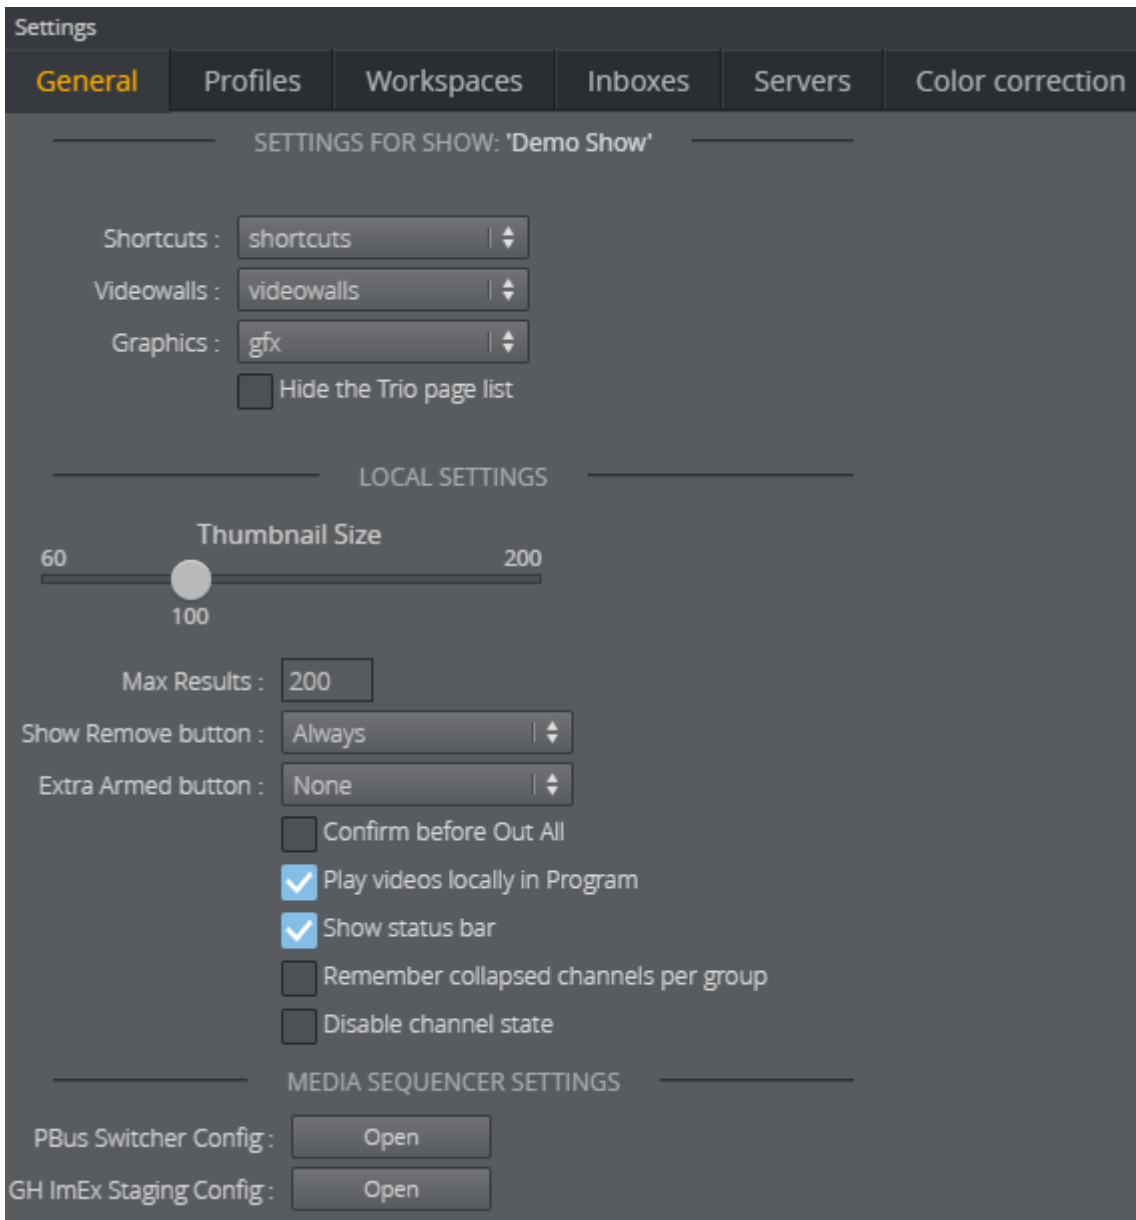 Settings
General Profiles Workspaces Inboxes Servers Color correction
SETTINGS FOR SHOW: 'Demo Show'
Shortcuts : shortcuts
Videowalls : videowalls
Graphics : gfx
Hide the Trio page list
LOCAL SETTINGS
Thumbnail Size
60 200
100
Max Results : 200
Show Remove button : Always
Extra Armed button : None
Confirm before Out All
Play videos locally in Program
Show status bar
Remember collapsed channels per group
Disable channel state
MEDIA SEQUENCER SETTINGS
PBus Switcher Config : Open
GH ImEx Staging Config : Open